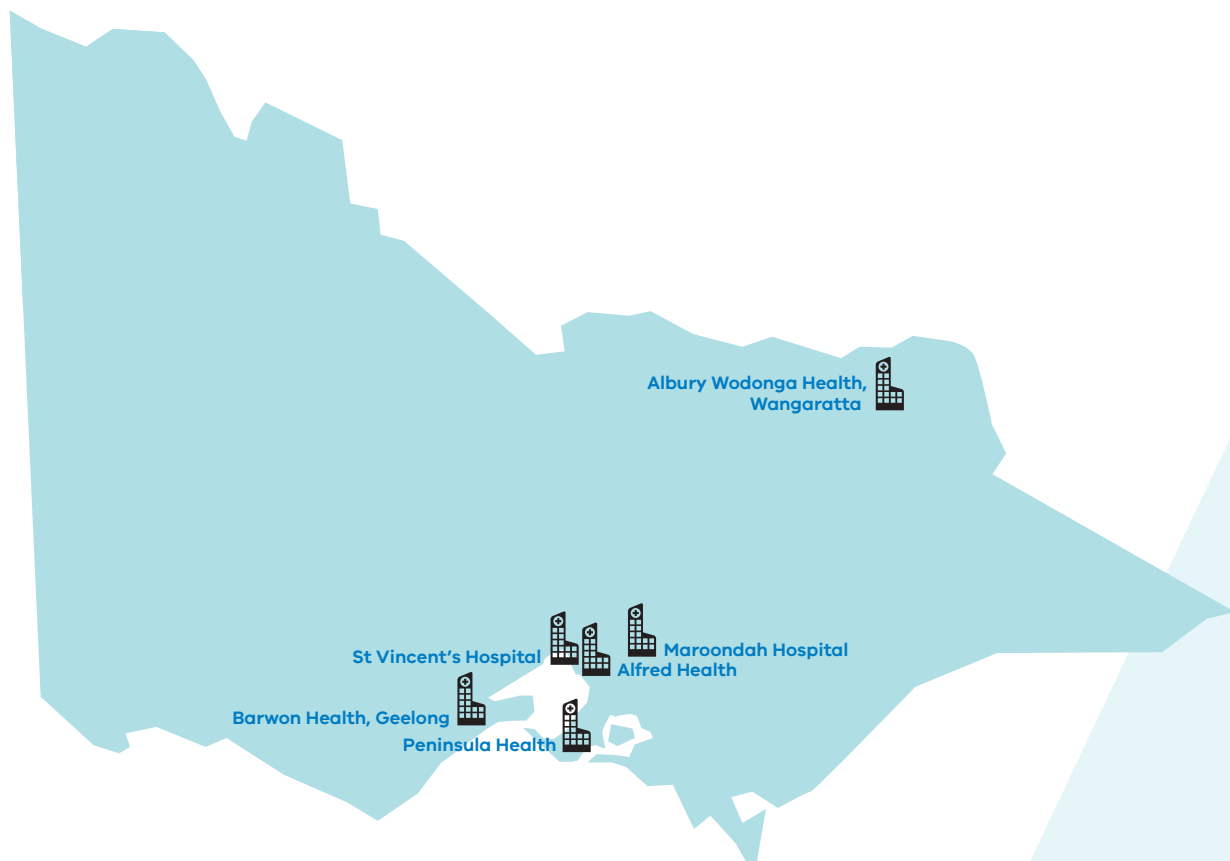 Albury Wodonga Health,
Wangaratta
St Vincent's Hospital
Maroondah Hospital
Alfred Health
Barwon Health, Geelong
Peninsula Health